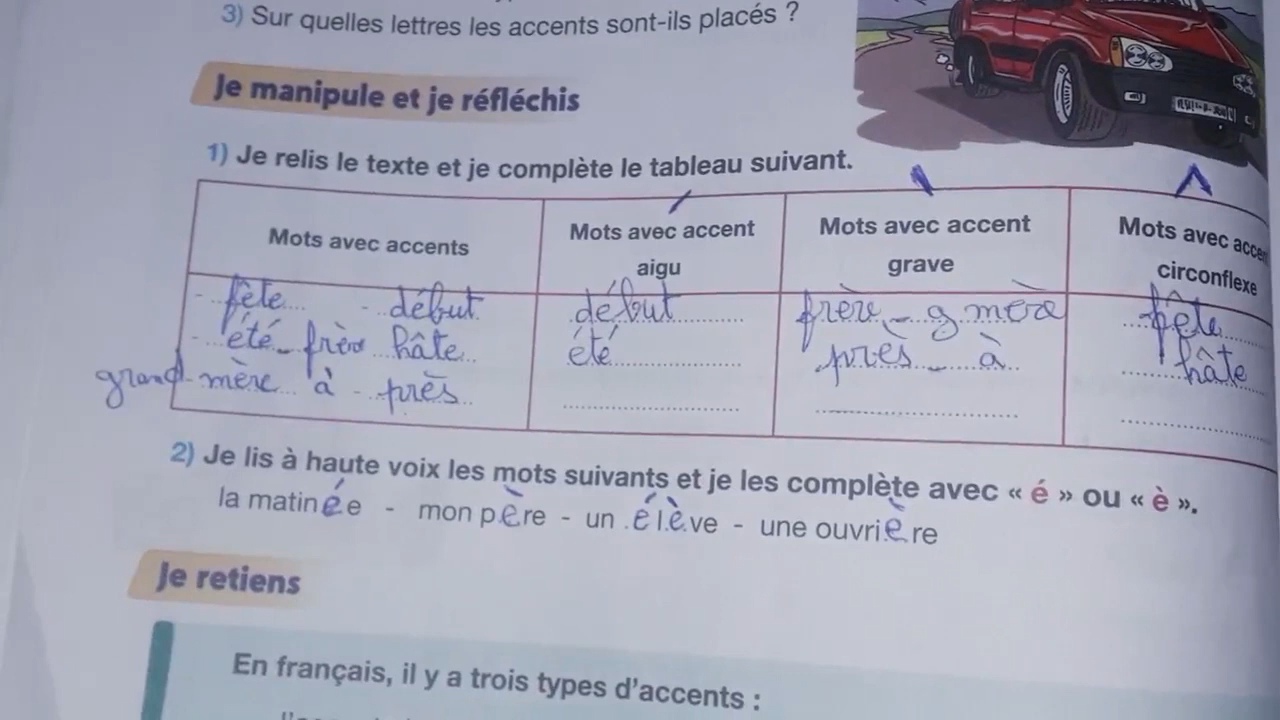 3) Sur quelles lettres les accents sont-ils placés ?
Je manipule et je réfléchis
1) Je relis le texte et je complète le tableau suivant.
Mots avec accents
Mots avec accent aigu
Mots avec accent grave
Mots avec accen
circonflexe
- fête - début
- été - frère hâte
grand-mère à - près
début
été
frère - g mère
près - à
fête
hâte
2) Je lis à haute voix les mots suivants et je les complète avec « é » ou « è ».
la matinée - mon père - un élève - une ouvrière
Je retiens
En français, il y a trois types d'accents :